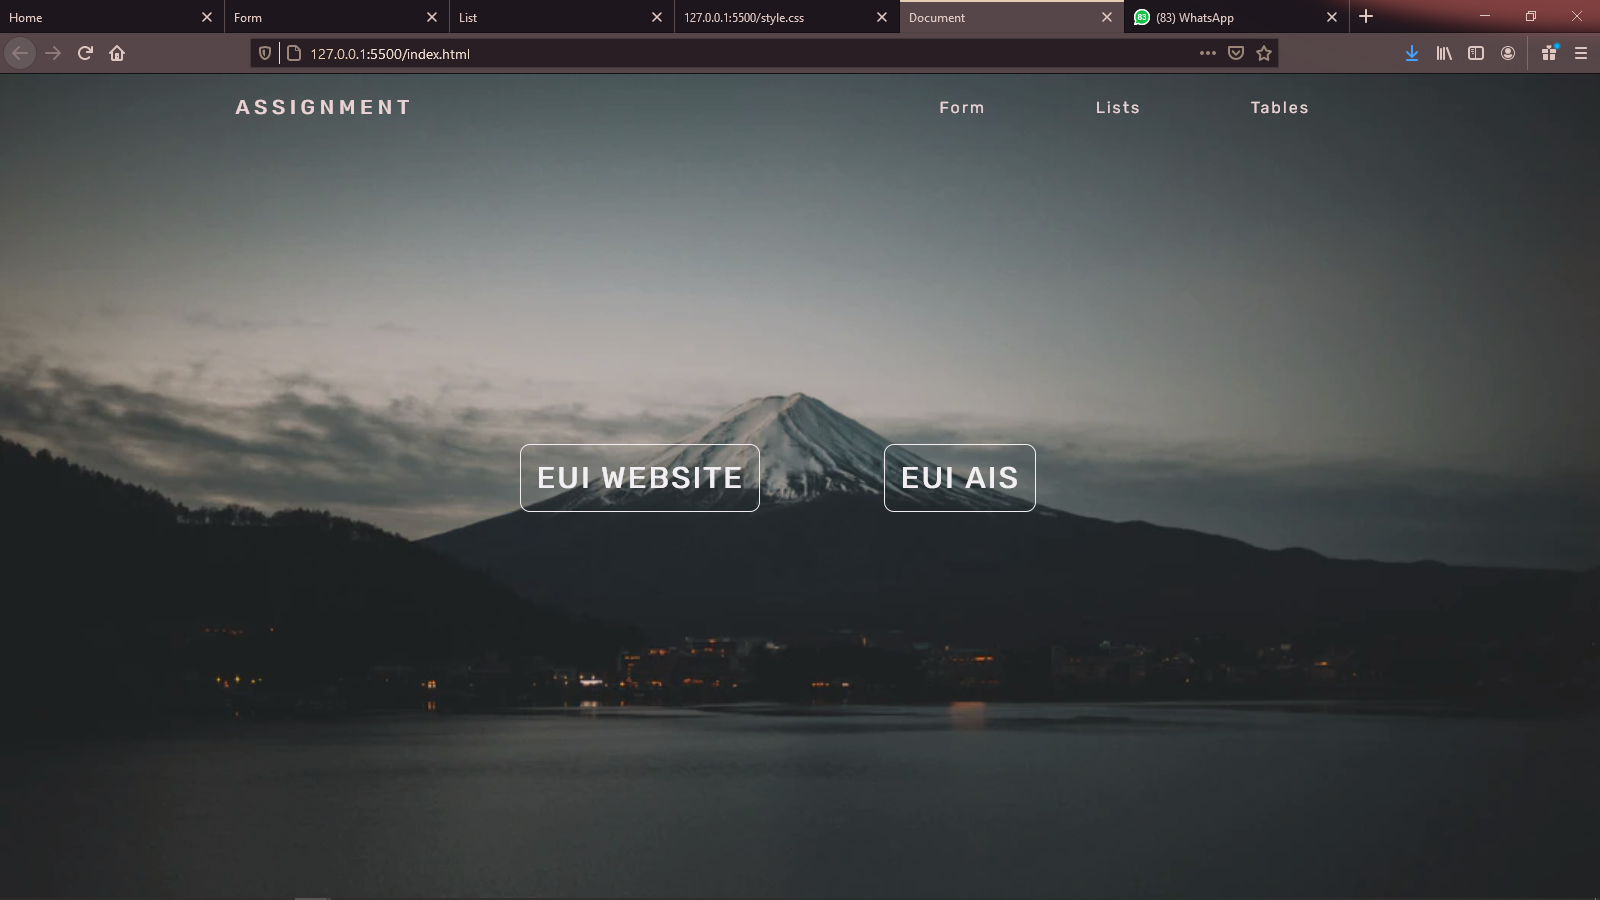 Home
Form
List
127.0.0.1:5500/style.css
Document
83
(83) WhatsApp
127.0.0.1:5500/index.html
ASSIGNMENT
Form
Lists
Tables
EUI WEBSITE
EUI AIS